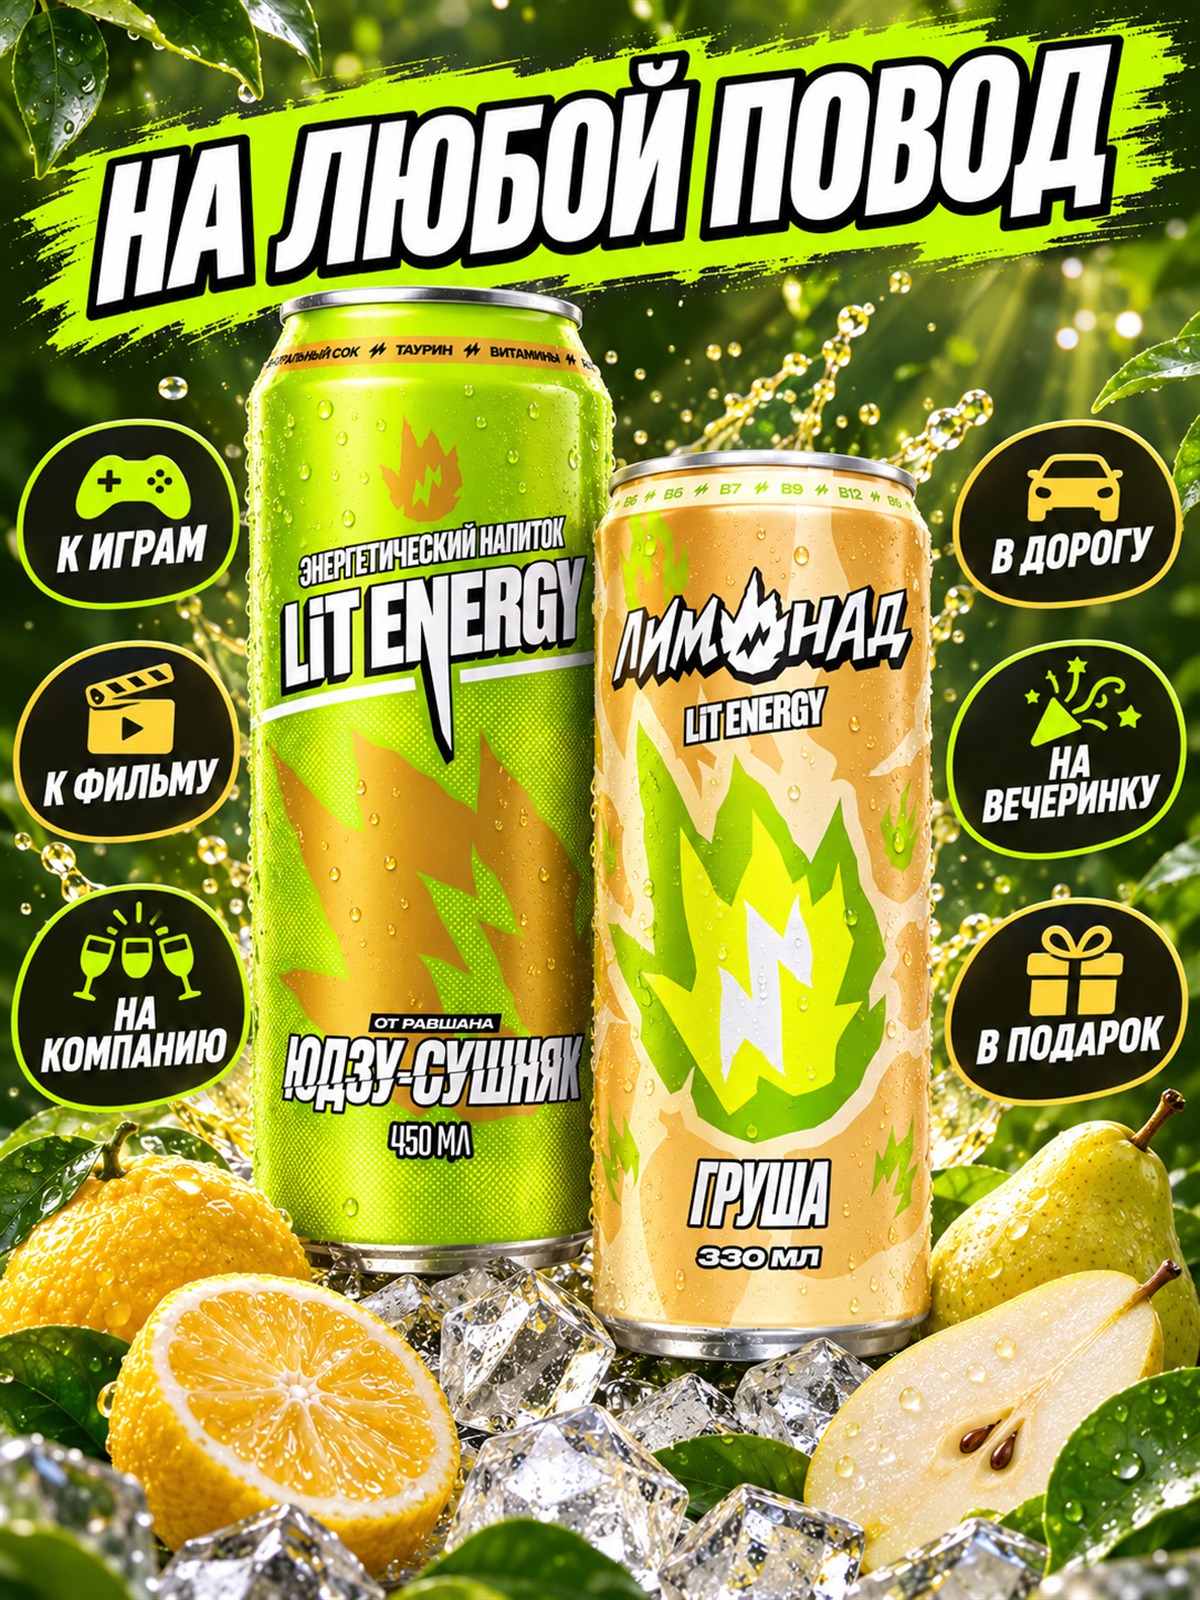 НА ЛЮБОЙ ПОВОД
ТАУРИН ВИТАМИНЫ
ЭНЕРГЕТИЧЕСКИЙ НАПИТОК
LIT ENERGY
ОТ РАВШАНА
ЮДЗУ-СУШНЯК
450 МЛ
B6 B7 B9 B12
ЛИМОНАД
LIT ENERGY
ГРУША
330 МЛ
К ИГРАМ
К ФИЛЬМУ
НА
КОМПАНИЮ
В ДОРОГУ
НА
ВЕЧЕРИНКУ
В ПОДАРОК